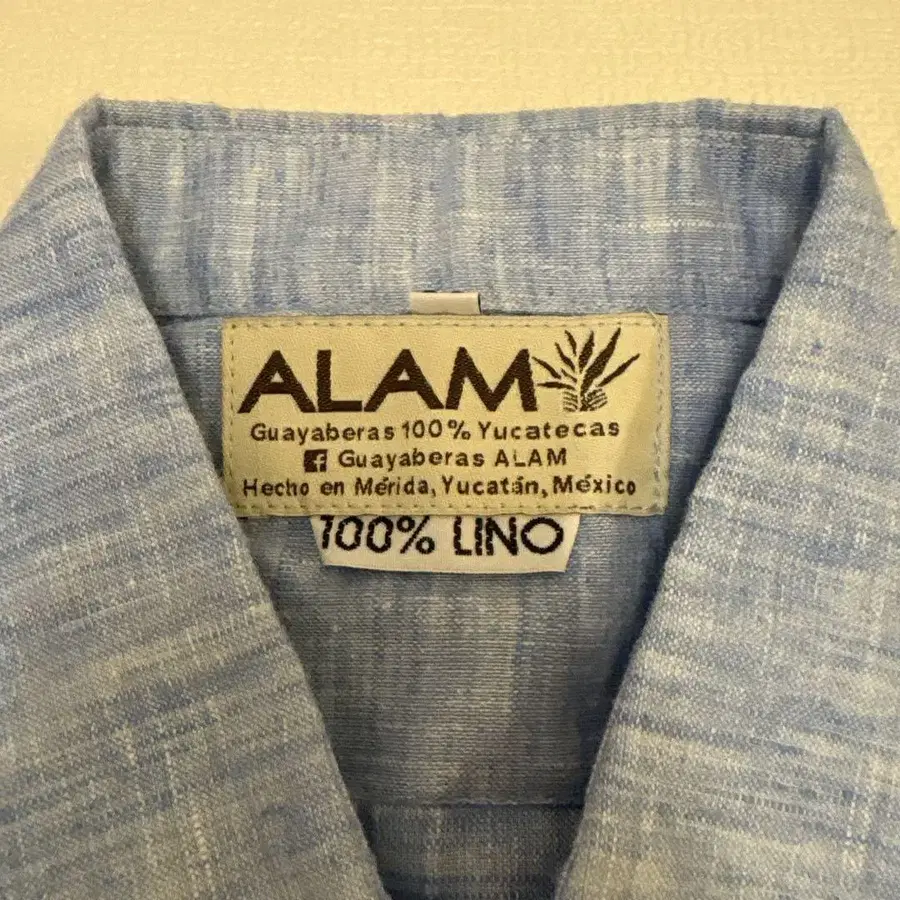 ALAM
Guayaberas 100% Yucatecas
Guayaberas ALAM
Hecho en Mérida, Yucatán, México
100% LINO